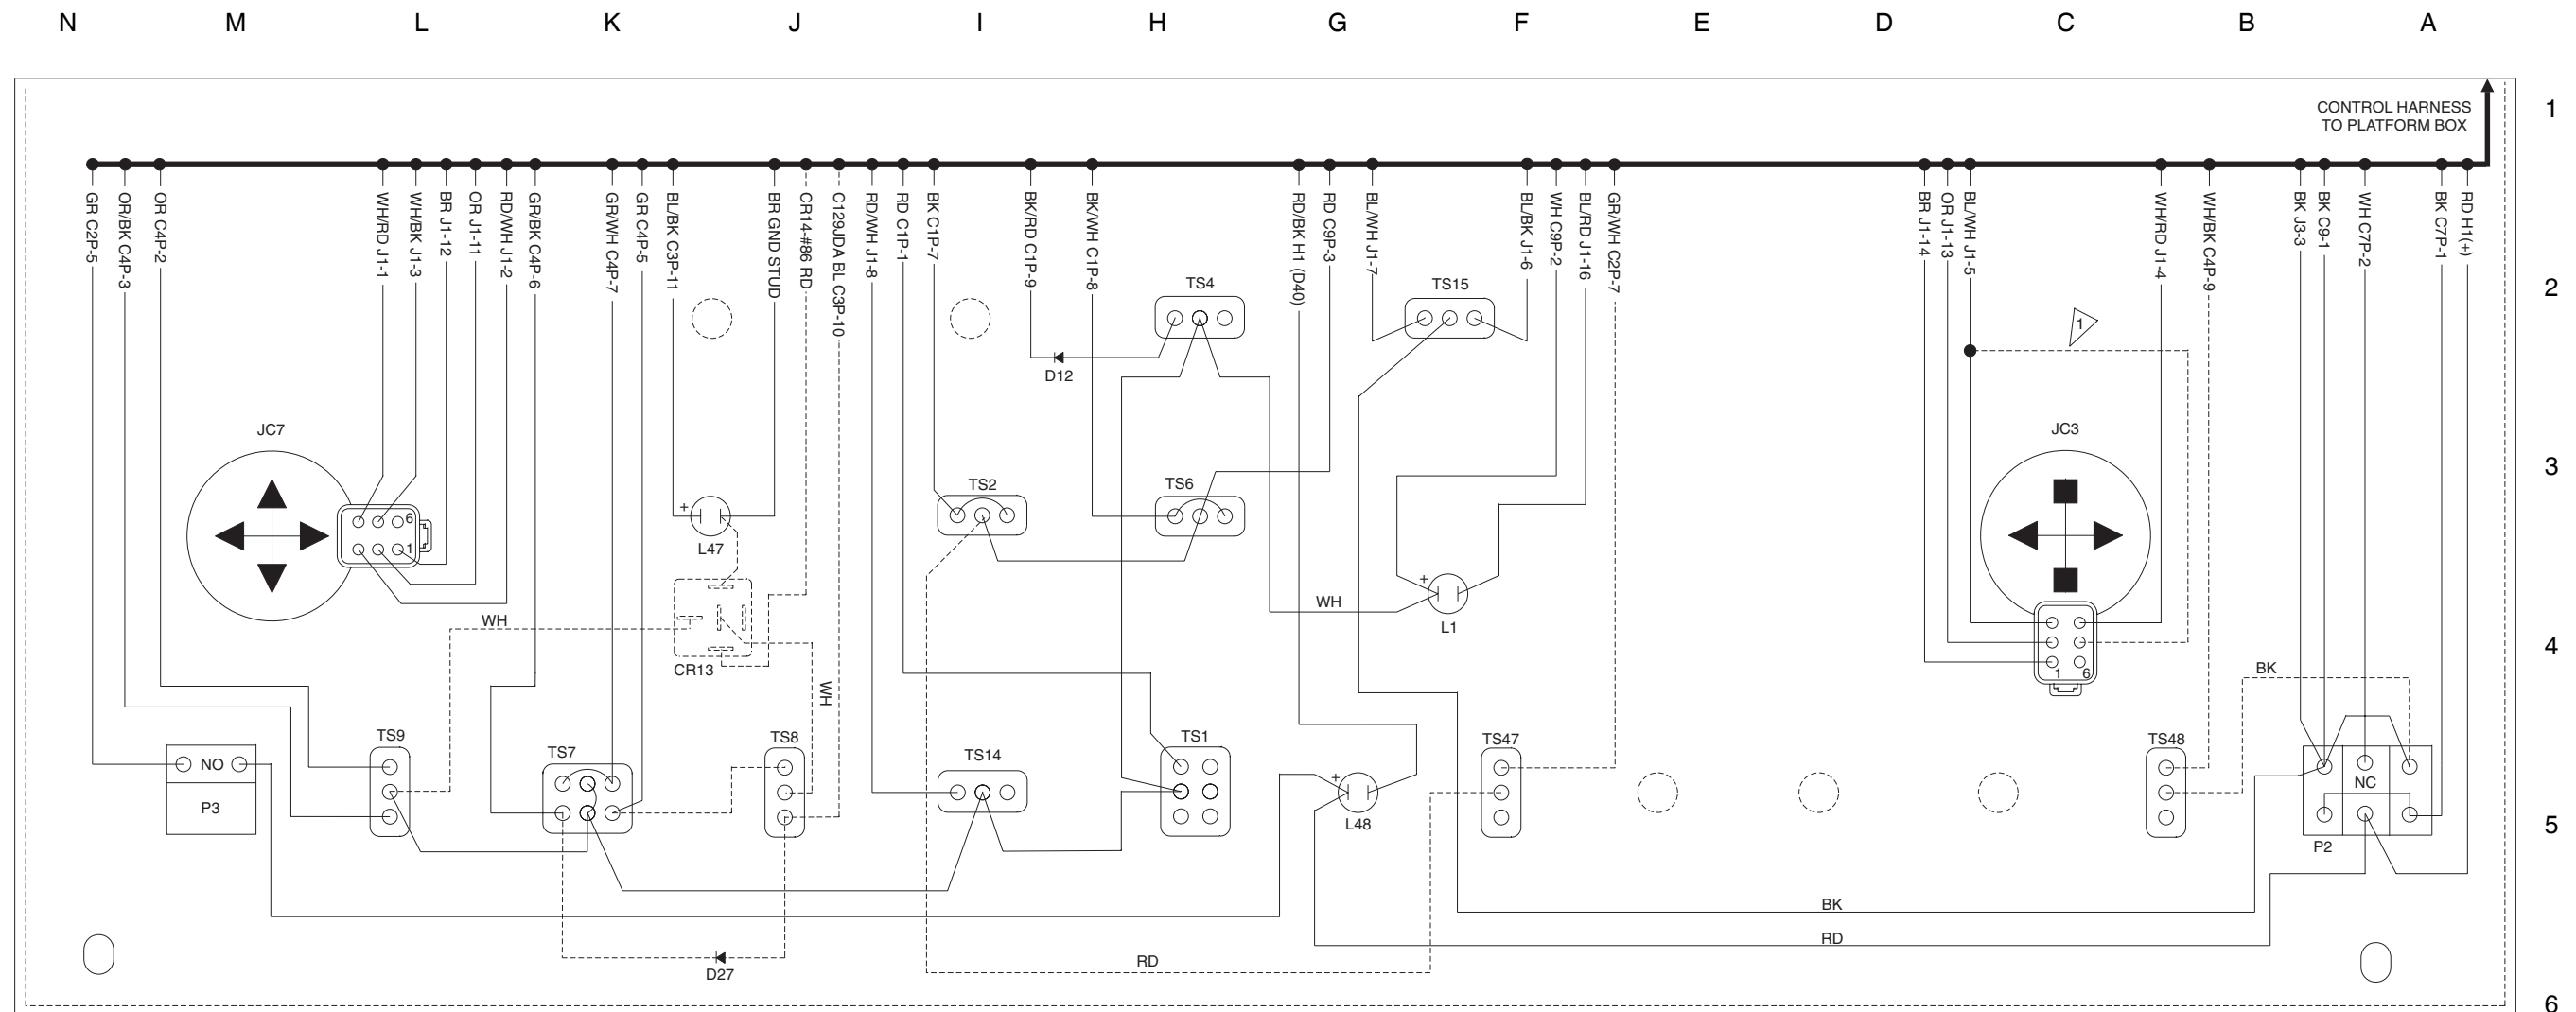 N M L K J I H G F E D C B A
1
CONTROL HARNESS
TO PLATFORM BOX
GR C2P-5
OR/BK C4P-3
OR C4P-2
WH/RD J1-1
WH/BK J1-3
BR J1-12
OR J1-11
RD/WH J1-2
GR/BK C4P-6
GR/WH C4P-7
GR C4P-5
BL/BK C3P-11
BR GND STUD
CR14-#86 RD
C129JDA BL C3P-10
RD/WH J1-8
RD C1P-1
BK C1P-7
BK/RD C1P-9
BK/WH C1P-8
RD/BK H1 (D40)
RD C9P-3
BL/WH J1-7
BL/BK J1-6
WH C9P-2
BL/RD J1-16
GR/WH C2P-7
BR J1-14
OR J1-13
BL/WH J1-5
WH/RD J1-4
WH/BK C4P-9
BK J3-3
BK C9-1
WH C7P-2
BK C7P-1
RD H1(+)
2
TS4
TS15
1
D12
JC7
JC3
3
TS2
TS6
+
6
1
L47
+
WH
L1
WH
CR13
4
1 6
BK
WH
TS9
TS7
TS8
TS14
TS1
TS47
TS48
NO
P3
+
L48
NC
P2
5
BK
RD
RD
D27
6